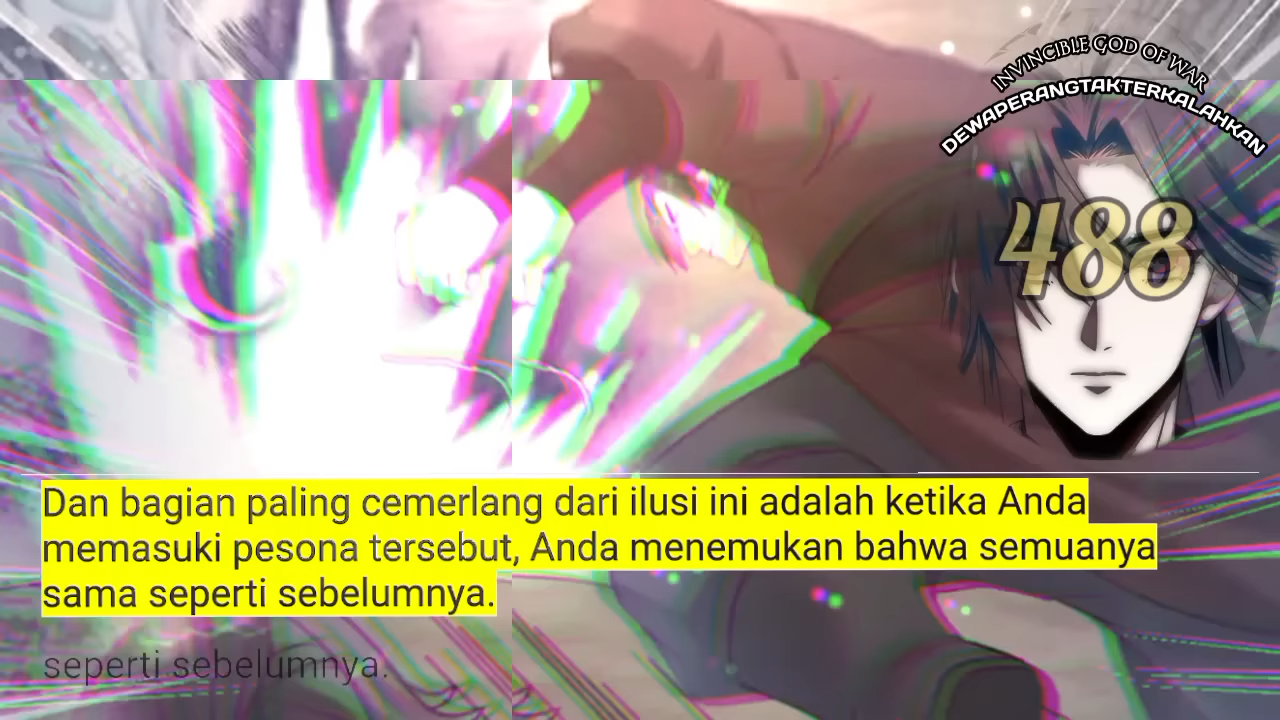 INVINCIBLE GOD OF WAR
DEWAPERANGTAKTERKALAHKAN
488
Dan bagian paling cemerlang dari ilusi ini adalah ketika Anda
memasuki pesona tersebut, Anda menemukan bahwa semuanya
sama seperti sebelumnya.
seperti sebelumnya.